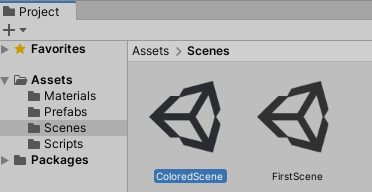 Project
Favorites
Assets
Materials
Prefabs
Scenes
Scripts
Packages
Assets > Scenes
ColoredScene
FirstScene